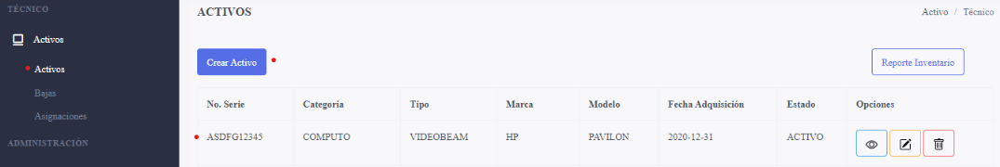 TÉCNICO
Activos
Activos
Bajas
Asignaciones
ADMINISTRACIÓN
ACTIVOS
Activo / Técnico
Crear Activo
Reporte Inventario
No. Serie Categoría Tipo Marca Modelo Fecha Adquisición Estado Opciones
ASDFG12345 COMPUTO VIDEOBEAM HP PAVILON 2020-12-31 ACTIVO